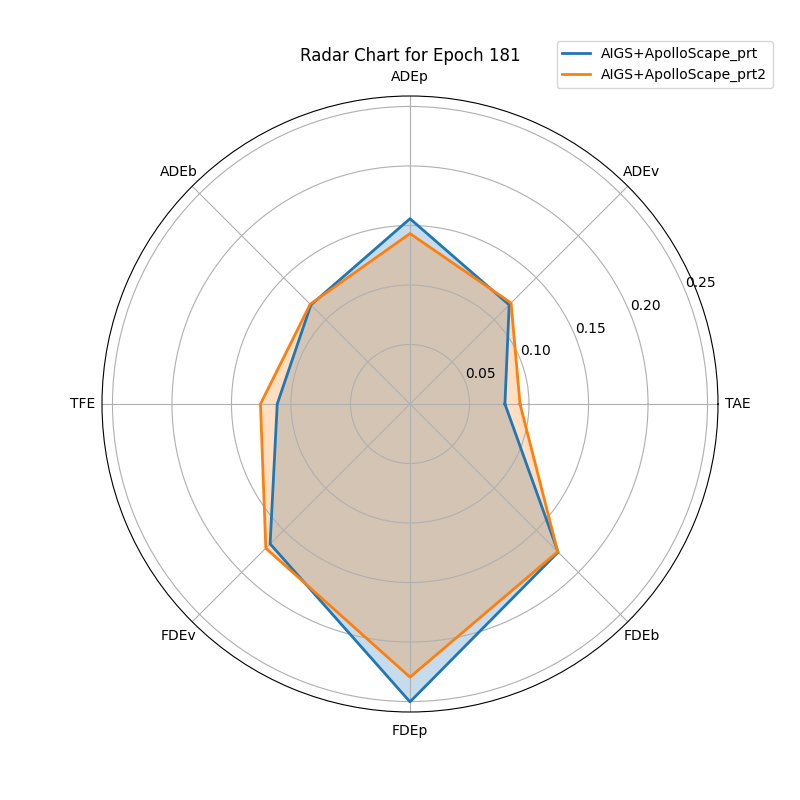 Radar Chart for Epoch 181
AIGS+ApolloScape_prt
AIGS+ApolloScape_prt2
ADEp
ADEb
ADEv
0.25
0.20
0.15
0.10
0.05
TFE
TAE
FDEv
FDEb
FDEp